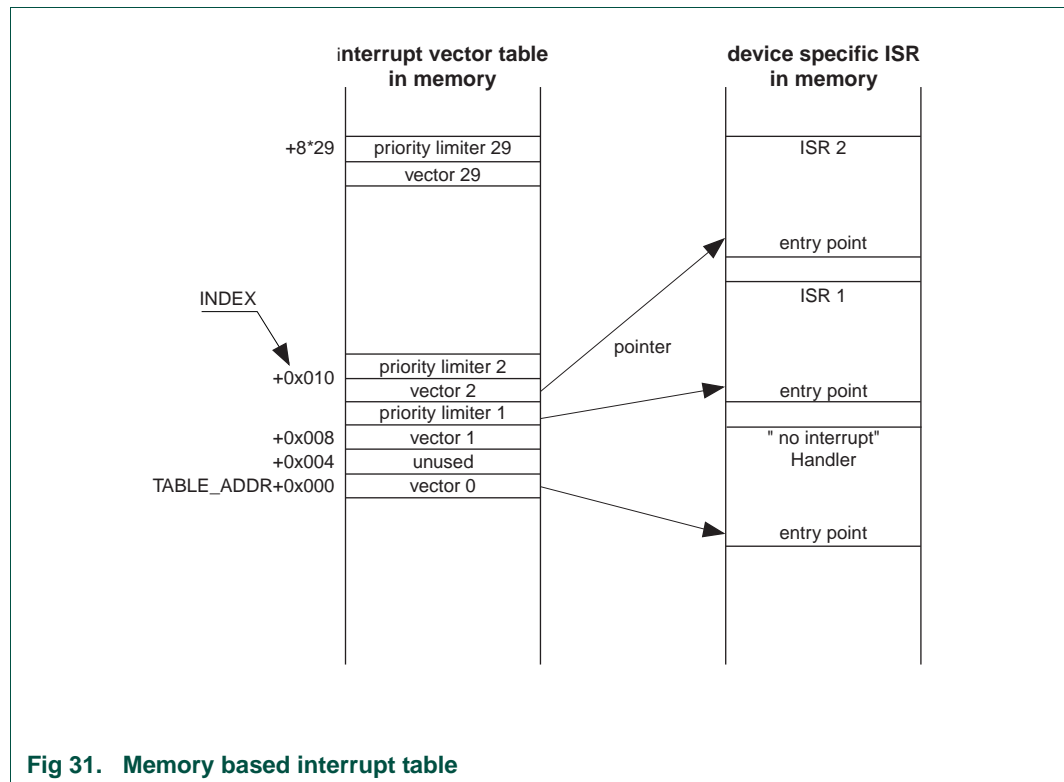 interrupt vector table
in memory
device specific ISR
in memory
+8*29
priority limiter 29
vector 29
ISR 2
entry point
INDEX
ISR 1
pointer
priority limiter 2
+0x010
vector 2
entry point
priority limiter 1
+0x008
vector 1
" no interrupt"
Handler
+0x004
unused
TABLE_ADDR+0x000
vector 0
entry point
Fig 31. Memory based interrupt table